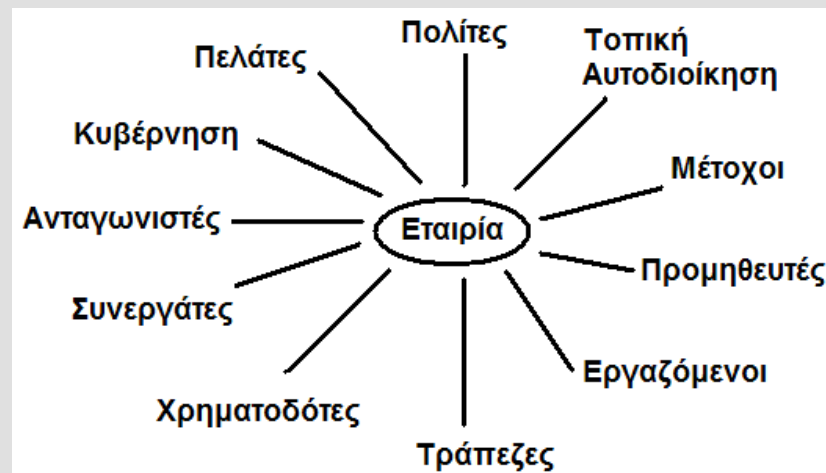 Πολίτες
Τοπική
Αυτοδιοίκηση
Πελάτες
Κυβέρνηση
Μέτοχοι
Ανταγωνιστές
Εταιρία
Προμηθευτές
Συνεργάτες
Εργαζόμενοι
Χρηματοδότες
Τράπεζες